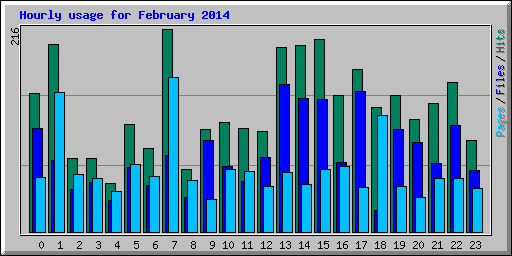 Hourly usage for February 2014
216
Pages/Files/Hits
0 1 2 3 4 5 6 7 8 9 10 11 12 13 14 15 16 17 18 19 20 21 22 23